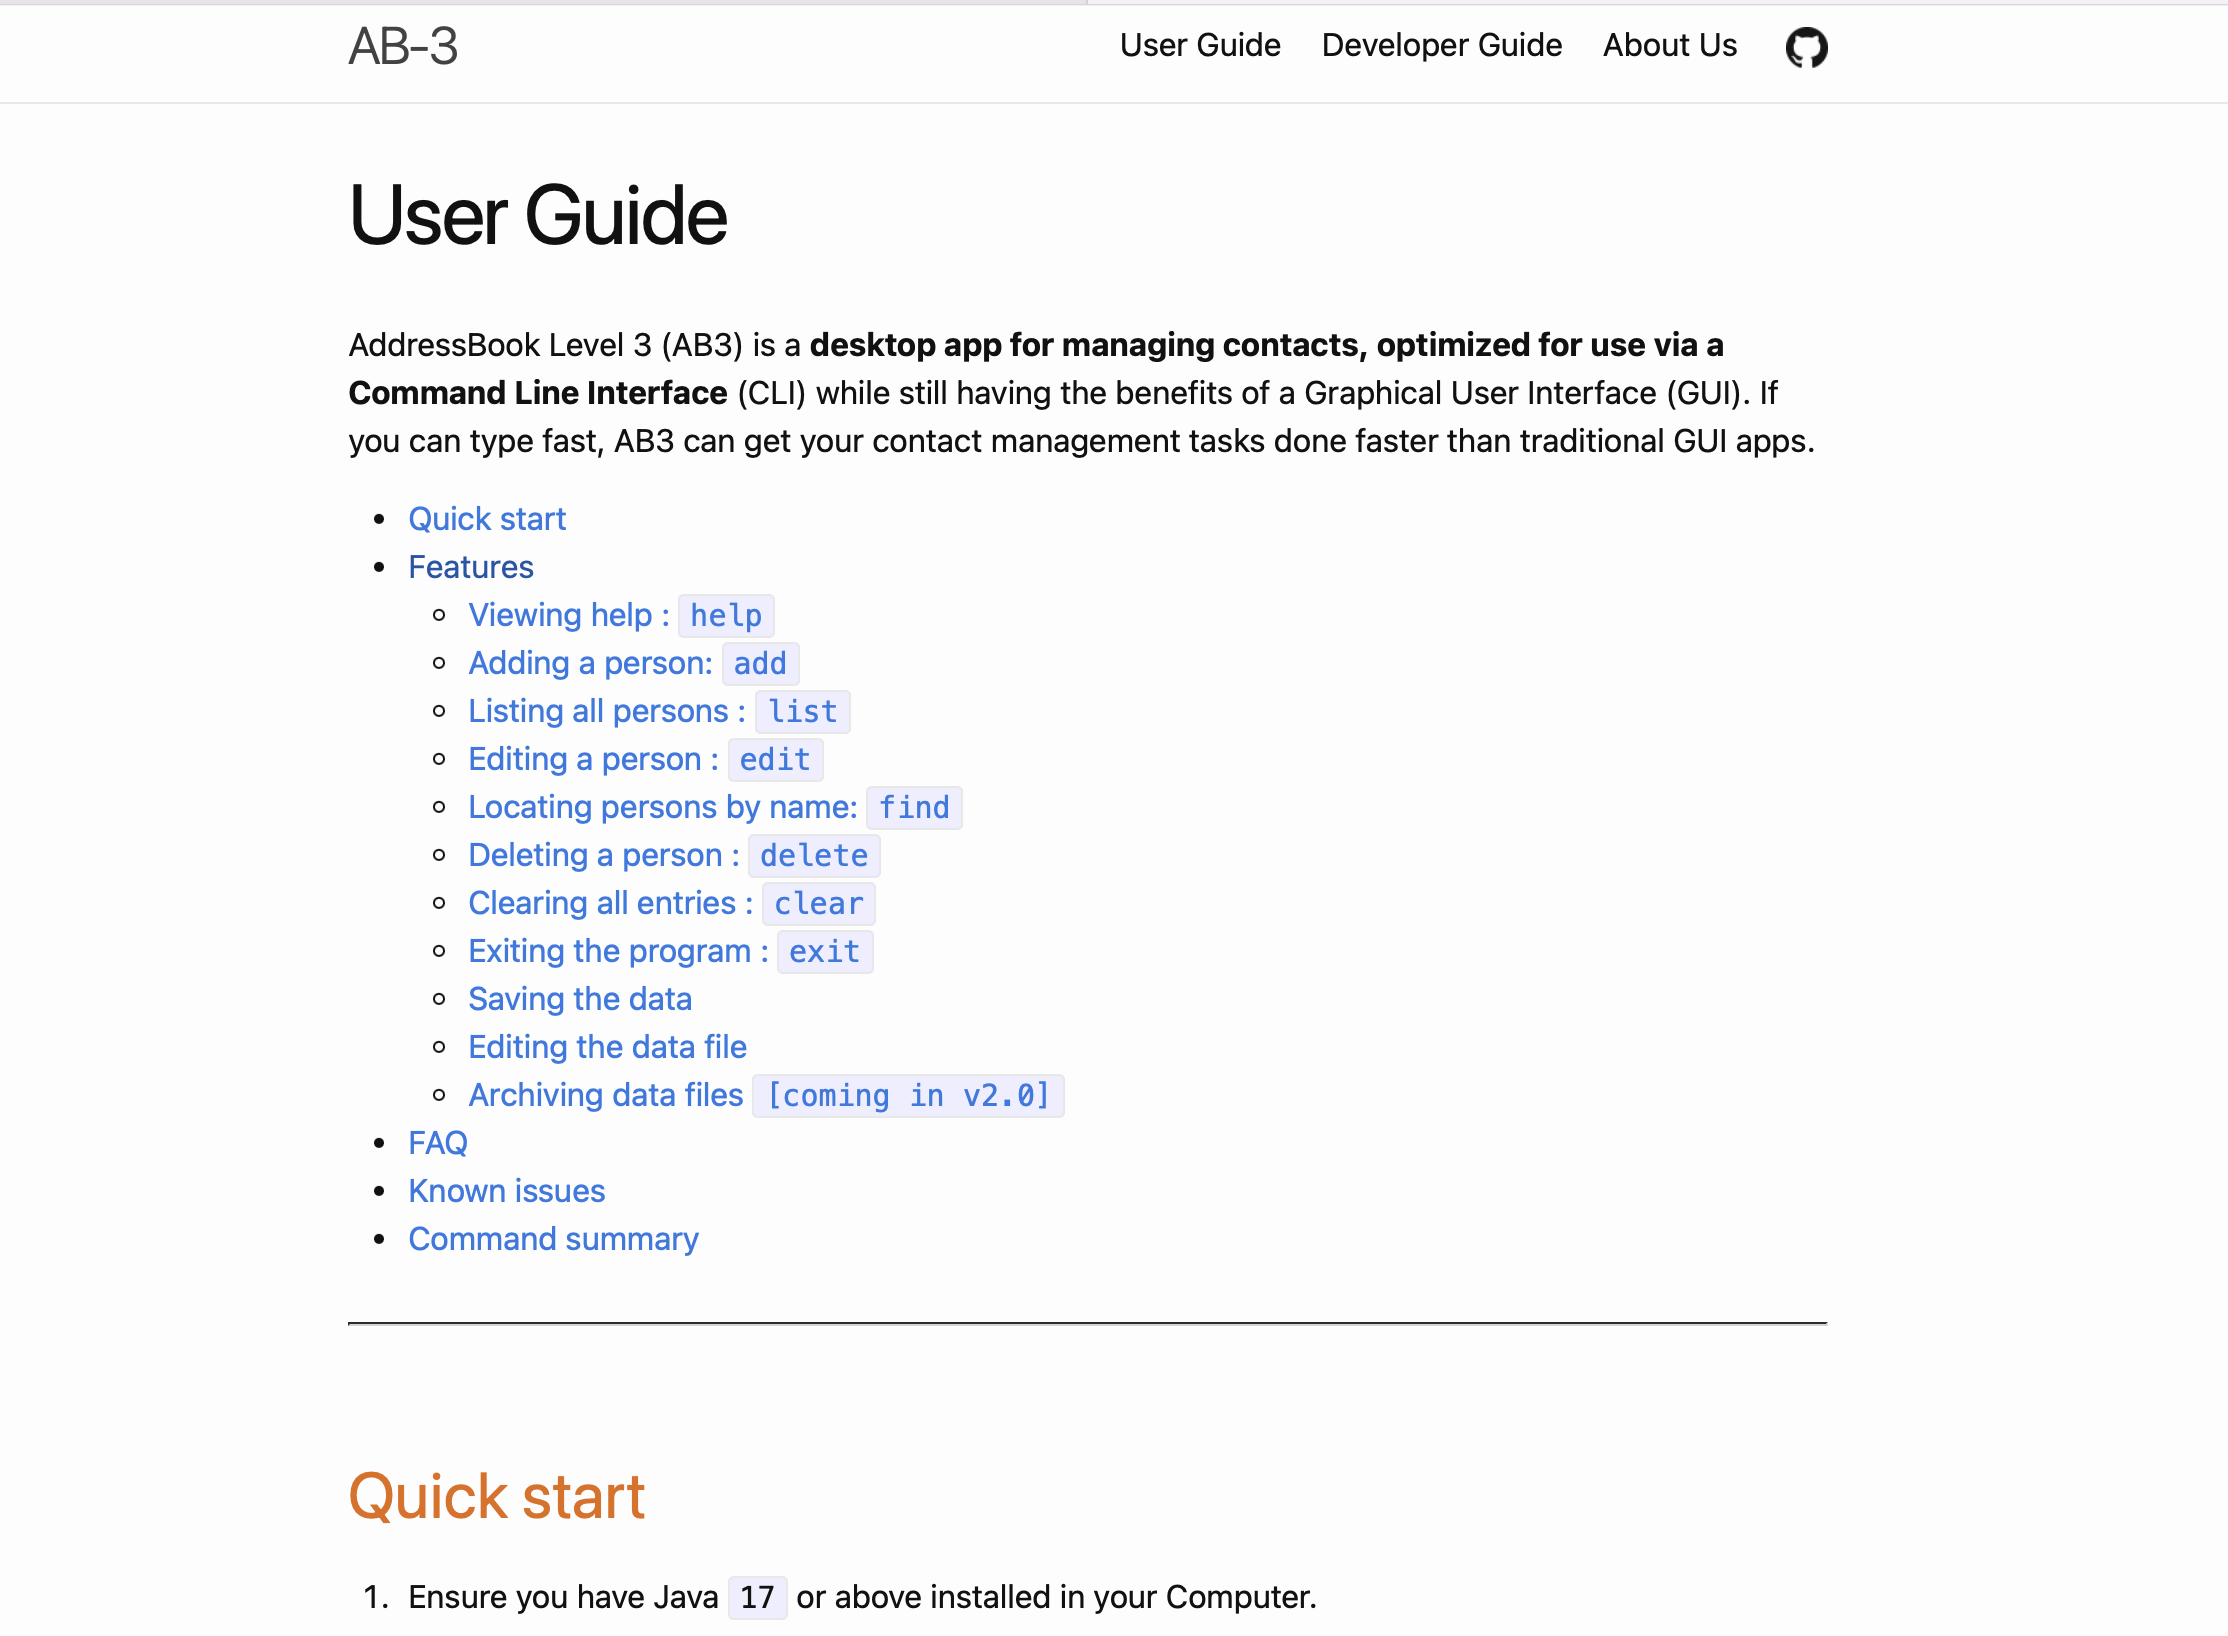 AB-3
User Guide Developer Guide About Us
User Guide
AddressBook Level 3 (AB3) is a desktop app for managing contacts, optimized for use via a
Command Line Interface (CLI) while still having the benefits of a Graphical User Interface (GUI). If
you can type fast, AB3 can get your contact management tasks done faster than traditional GUI apps.
Quick start
Features
Viewing help : help
Adding a person: add
Listing all persons : list
Editing a person : edit
Locating persons by name: find
Deleting a person : delete
Clearing all entries : clear
Exiting the program : exit
Saving the data
Editing the data file
Archiving data files [coming in v2.0]
FAQ
Known issues
Command summary
Quick start
1. Ensure you have Java 17 or above installed in your Computer.